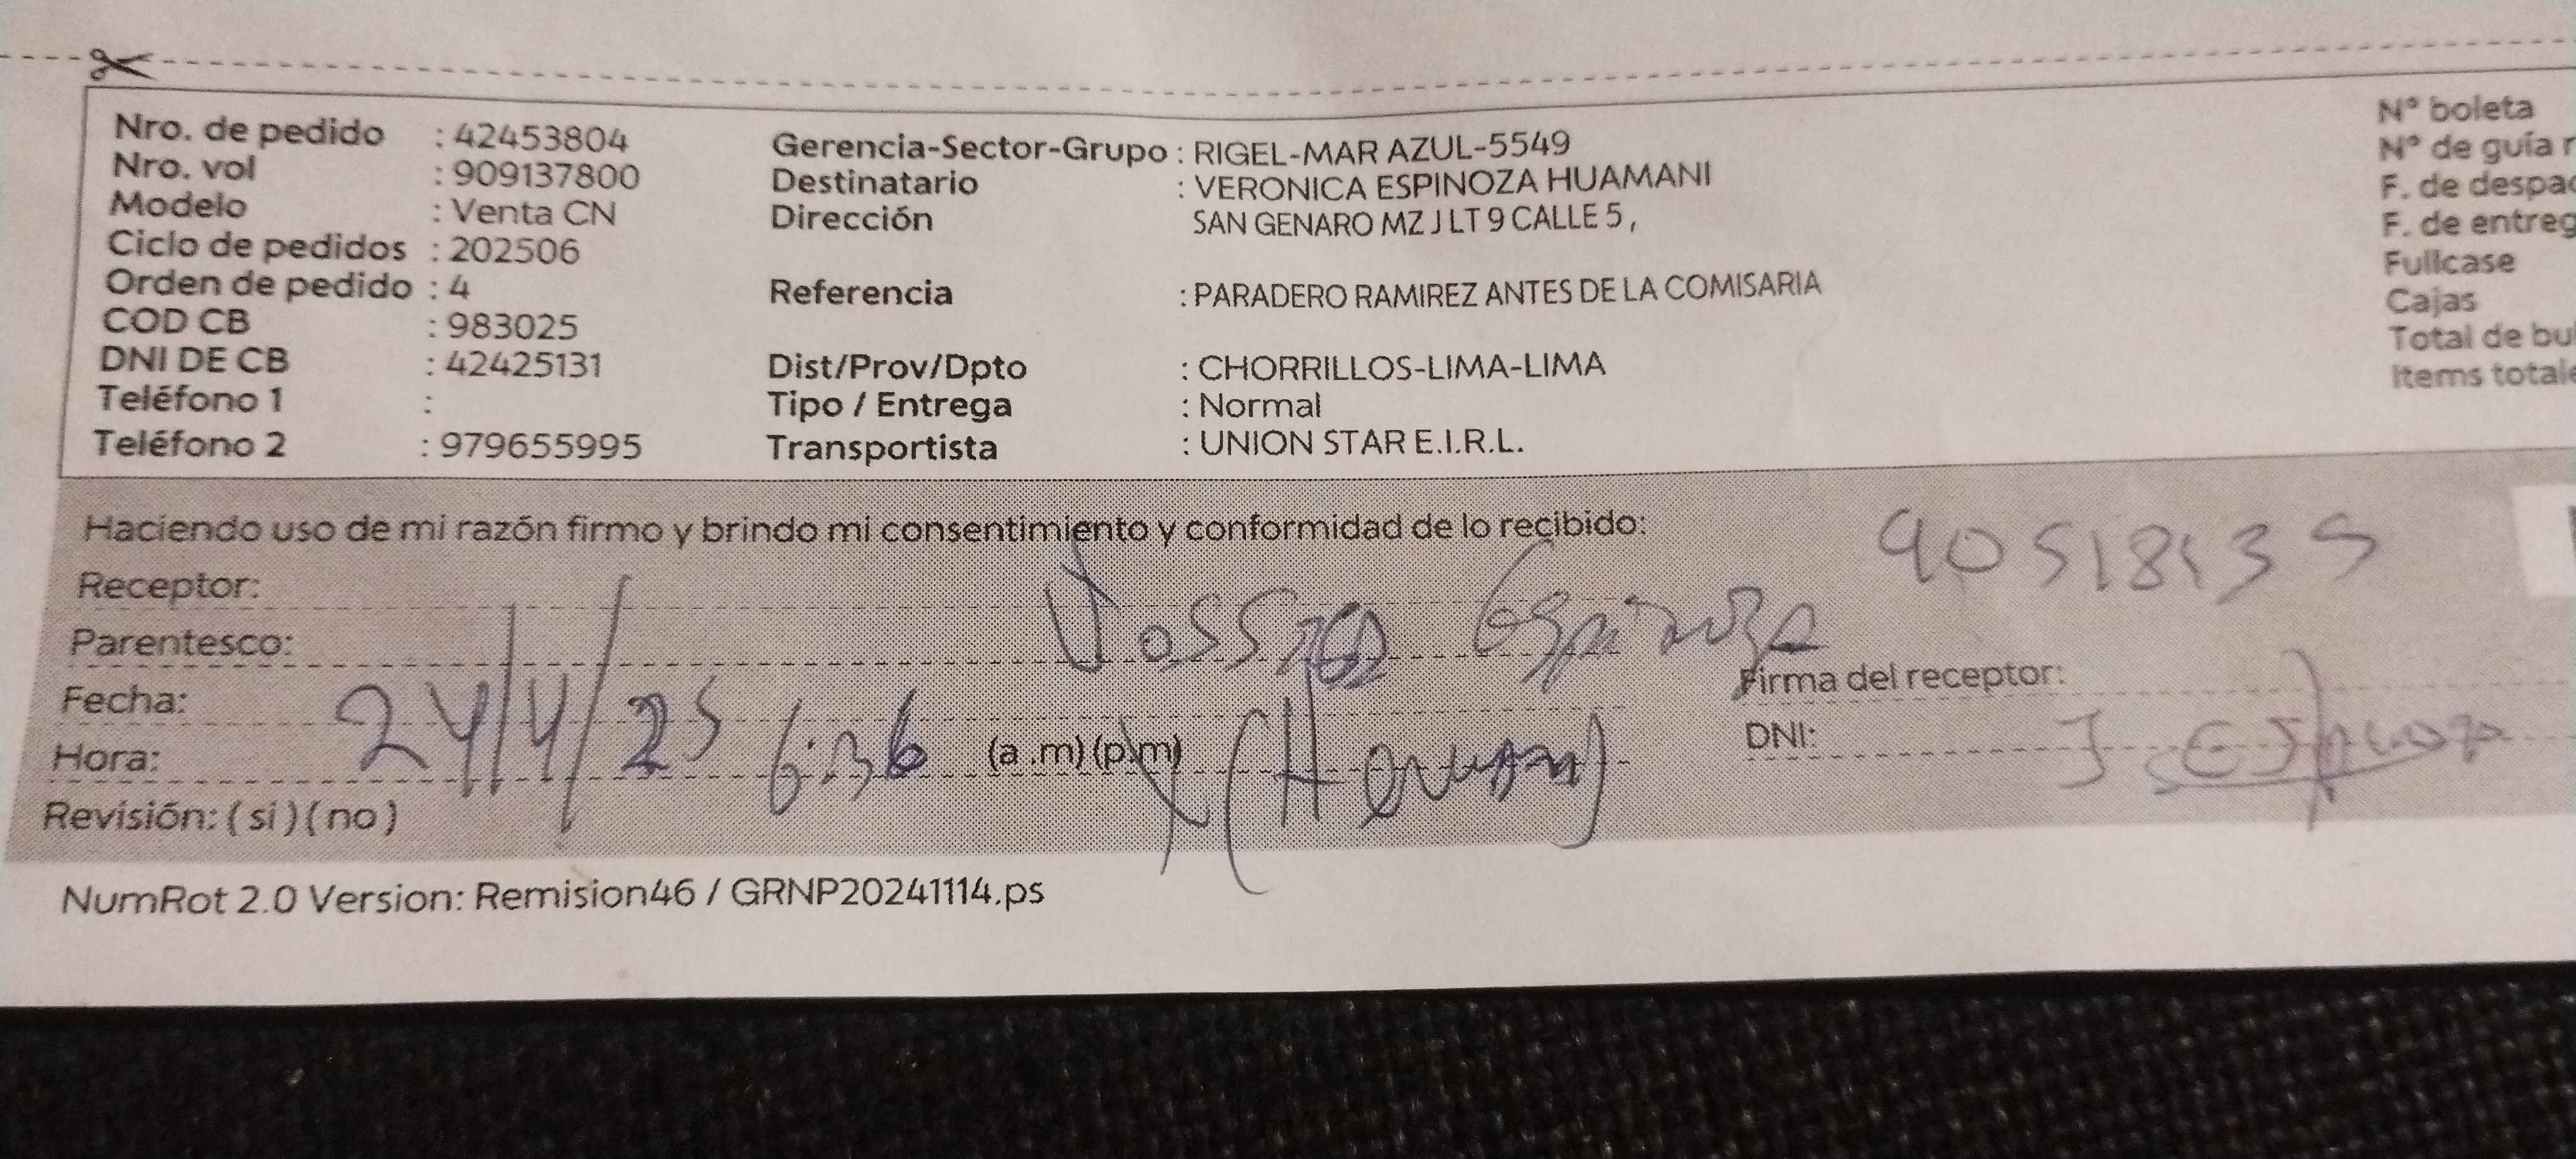 Nro. de pedido : 42453804
Nro. vol : 909137800
Modelo : Venta CN
Ciclo de pedidos : 202506
Orden de pedido : 4
COD CB : 983025
DNI DE CB : 42425131
Teléfono 1 :
Teléfono 2 : 979655995
Gerencia-Sector-Grupo : RIGEL-MAR AZUL-5549
Destinatario : VERONICA ESPINOZA HUAMANI
Dirección SAN GENARO MZ J LT 9 CALLE 5 ,
Referencia : PARADERO RAMIREZ ANTES DE LA COMISARIA
Dist/Prov/Dpto : CHORRILLOS-LIMA-LIMA
Tipo / Entrega : Normal
Transportista : UNION STAR E.I.R.L.
N° boleta
N° de guía r
F. de despac
F. de entreg
Fullcase
Cajas
Total de bul
Items totale
Haciendo uso de mi razón firmo y brindo mi consentimiento y conformidad de lo recibido:
Receptor:
Parentesco: Espinoza
Fecha: 24/4/25
Hora: 6:36 (a .m) (p.m)
Revisión: ( si ) ( no )
Firma del receptor:
DNI:
NumRot 2.0 Version: Remision46 / GRNP20241114.ps